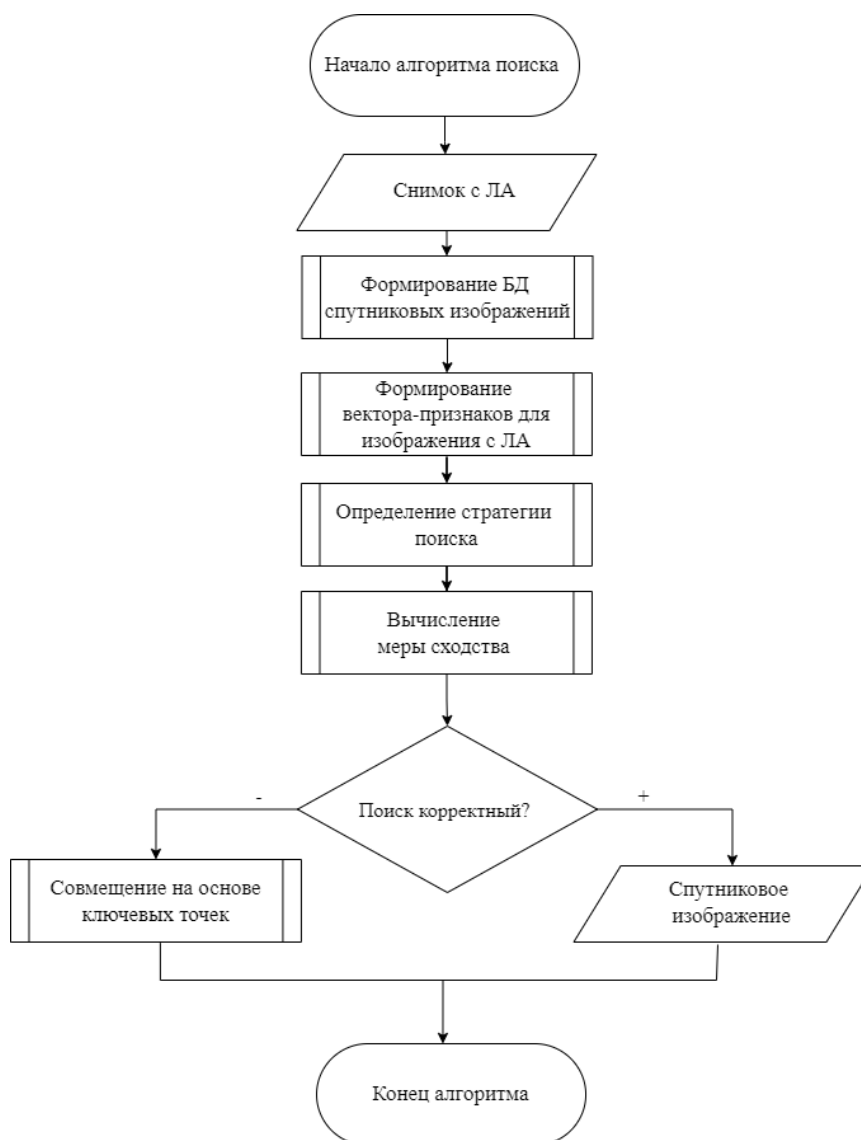 Начало алгоритма поиска
Снимок с ЛА
Формирование БД
спутниковых изображений
Формирование
вектора-признаков для
изображения с ЛА
Определение стратегии
поиска
Вычисление
меры сходства
Поиск корректный?
-
+
Совмещение на основе
ключевых точек
Спутниковое
изображение
Конец алгоритма